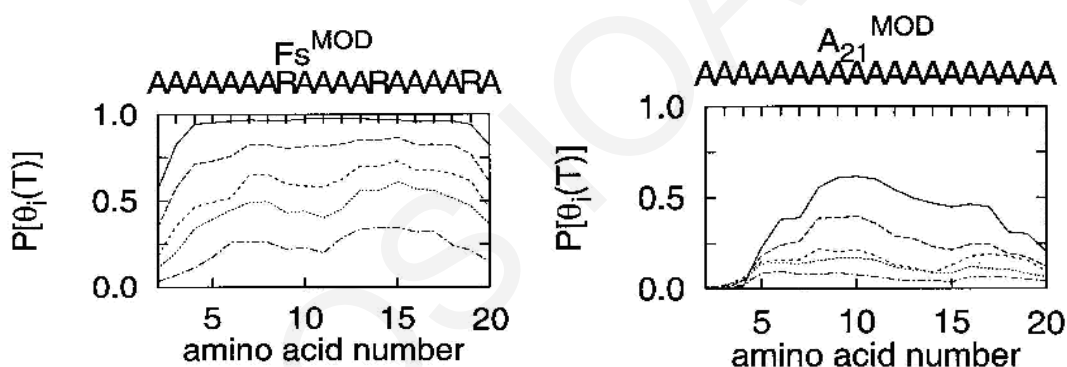 Fs^MOD
AAAAAAARAAAARAAAARA
1.0
0.5
0.0
P[θi(T)]
5 10 15 20
amino acid number
A21^MOD
AAAAAAAAAAAAAAAAAAA
1.0
0.5
0.0
P[θi(T)]
5 10 15 20
amino acid number